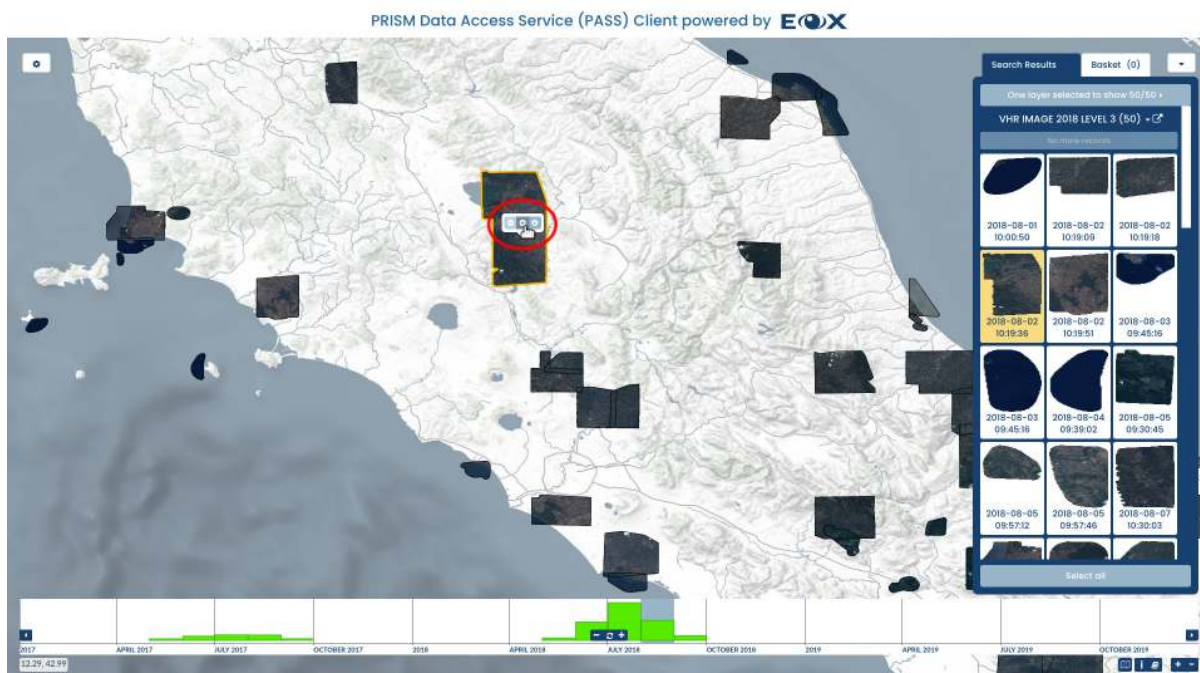 PRISM Data Access Service (PASS) Client powered by EOX
Search Results
Basket (0)
One layer selected to show 50/50
VHR IMAGE 2018 LEVEL 3 (50)
No more records
2018-08-01
10:00:50
2018-08-02
10:19:09
2018-08-02
10:19:18
2018-08-02
10:19:36
2018-08-02
10:19:51
2018-08-03
09:45:16
2018-08-03
09:45:16
2018-08-04
09:39:02
2018-08-05
09:30:45
2018-08-05
09:57:12
2018-08-05
09:57:46
2018-08-07
10:30:03
Select all
2017
APRIL 2017
JULY 2017
OCTOBER 2017
2018
APRIL 2018
JULY 2018
OCTOBER 2018
2019
APRIL 2019
JULY 2019
OCTOBER 2019
12.29, 42.99